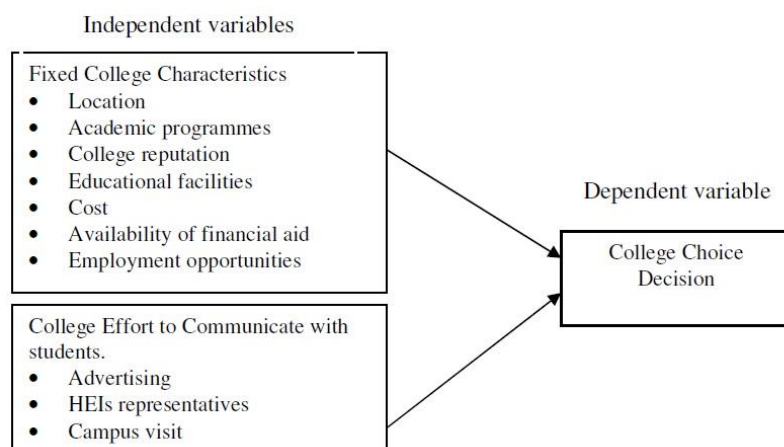 Independent variables
Fixed College Characteristics
• Location
• Academic programmes
• College reputation
• Educational facilities
• Cost
• Availability of financial aid
• Employment opportunities
Dependent variable
College Choice
Decision
College Effort to Communicate with
students.
• Advertising
• HEIs representatives
• Campus visit